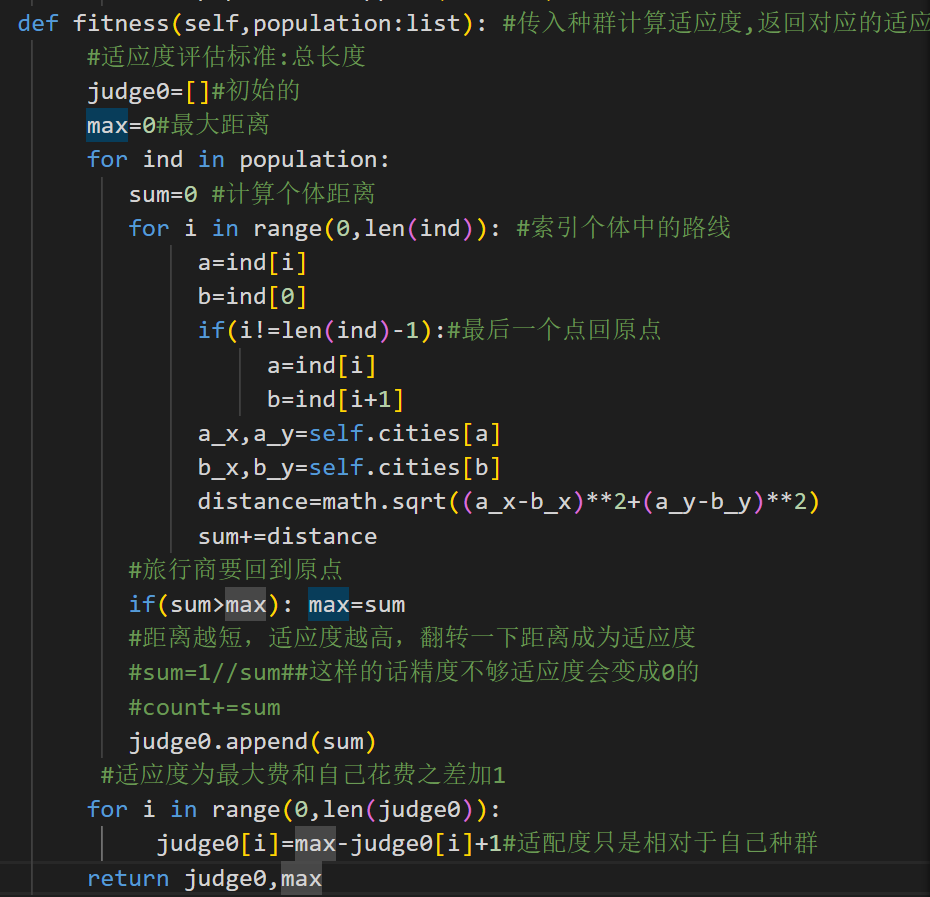 def fitness(self,population:list): #传入种群计算适应度,返回对应的适应
#适应度评估标准:总长度
judge0=[]#初始的
max=0#最大距离
for ind in population:
sum=0 #计算个体距离
for i in range(0,len(ind)): #索引个体中的路线
a=ind[i]
b=ind[0]
if(i!=len(ind)-1):#最后一个点回原点
a=ind[i]
b=ind[i+1]
a_x,a_y=self.cities[a]
b_x,b_y=self.cities[b]
distance=math.sqrt((a_x-b_x)**2+(a_y-b_y)**2)
sum+=distance
#旅行商要回到原点
if(sum>max): max=sum
#距离越短，适应度越高，翻转一下距离成为适应度
#sum=1//sum##这样的话精度不够适应度会变成0的
#count+=sum
judge0.append(sum)
#适应度为最大费和自己花费之差加1
for i in range(0,len(judge0)):
judge0[i]=max-judge0[i]+1#适配度只是相对于自己种群
return judge0,max